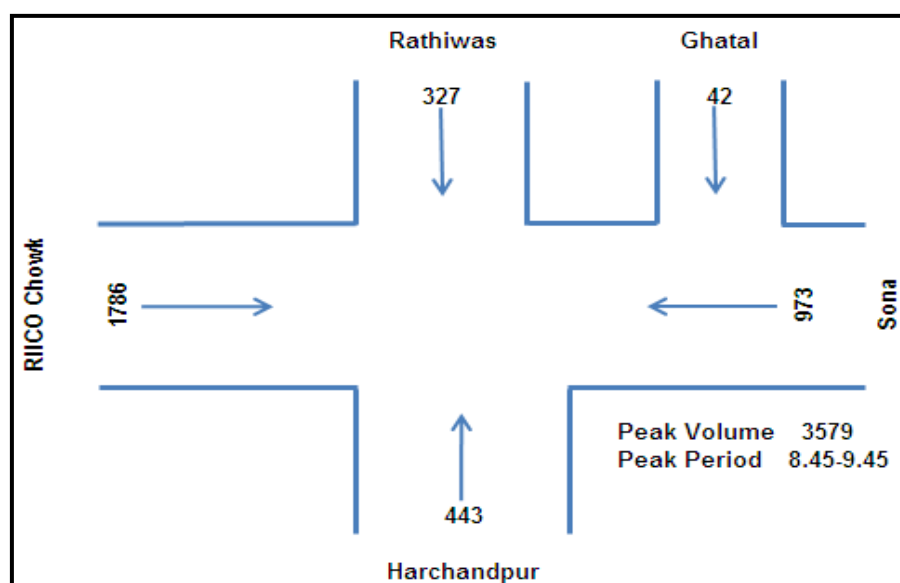 Rathiwas
Ghatal
327
42
RIICO Chowk
1786
973
Sona
Peak Volume 3579
Peak Period 8.45-9.45
443
Harchandpur